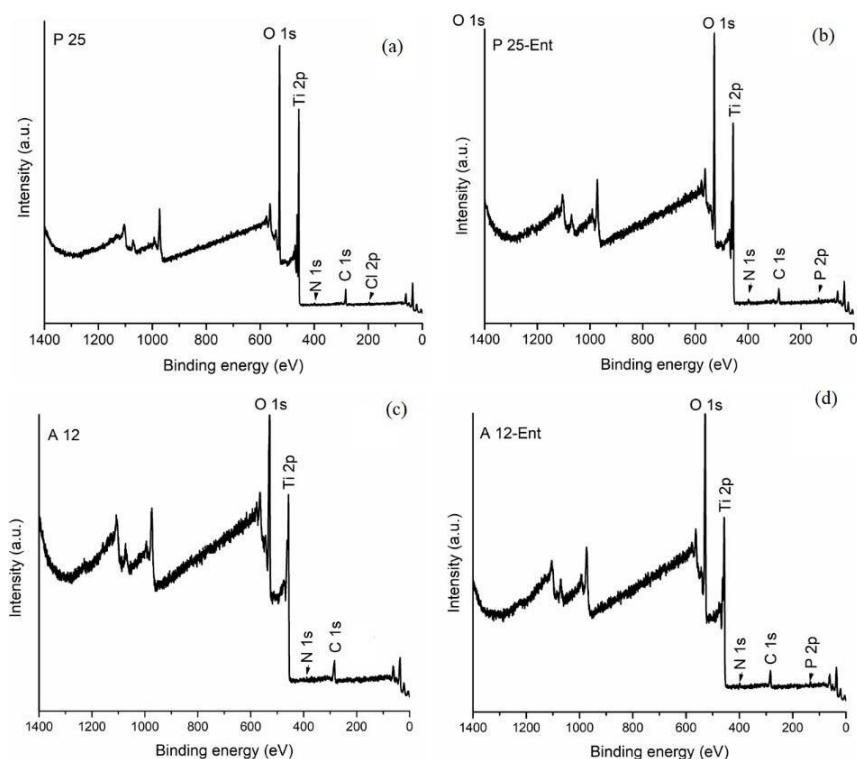 P 25
(a)
O 1s
Ti 2p
N 1s
C 1s
Cl 2p
Intensity (a.u.)
1400 1200 1000 800 600 400 200 0
Binding energy (eV)
O 1s
P 25-Ent
(b)
O 1s
Ti 2p
N 1s
C 1s
P 2p
Intensity (a.u.)
1400 1200 1000 800 600 400 200 0
Binding energy (eV)
A 12
(c)
O 1s
Ti 2p
N 1s
C 1s
Intensity (a.u.)
1400 1200 1000 800 600 400 200 0
Binding energy (eV)
A 12-Ent
(d)
O 1s
Ti 2p
N 1s
C 1s
P 2p
Intensity (a.u.)
1400 1200 1000 800 600 400 200 0
Binding energy (eV)